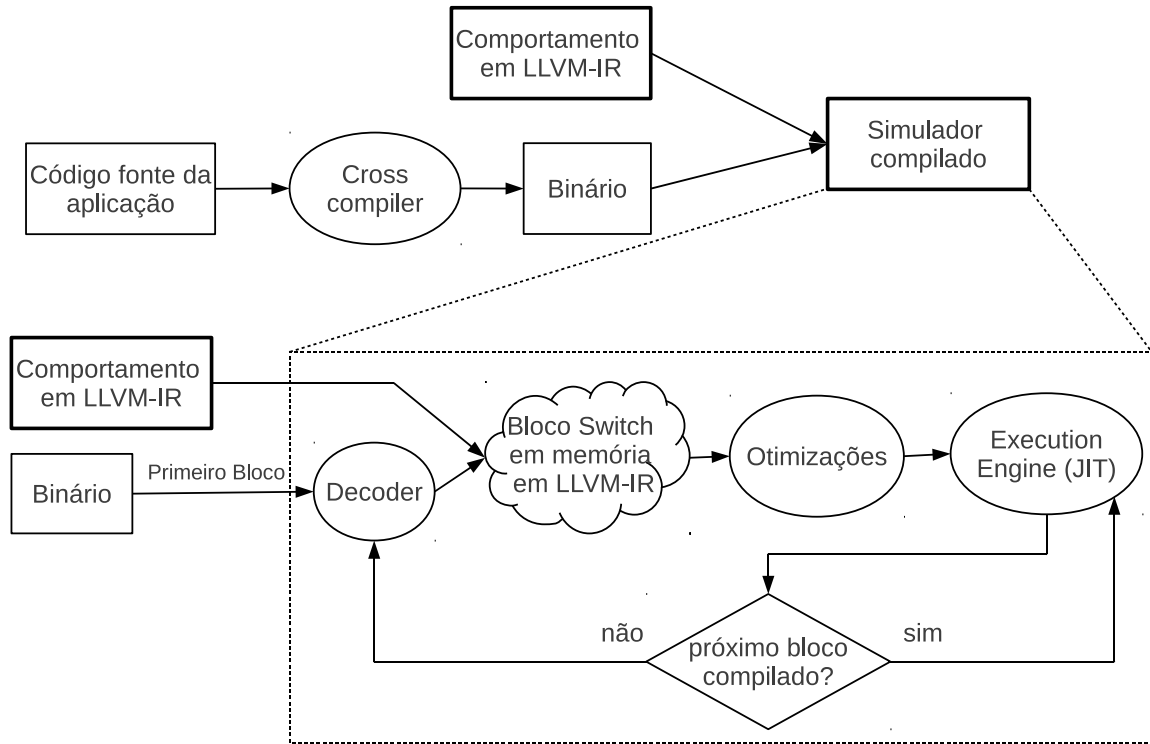 Comportamento
em LLVM-IR
Simulador
compilado
Código fonte da
aplicação
Cross
compiler
Binário
Comportamento
em LLVM-IR
Binário
Primeiro Bloco
Decoder
Bloco Switch
em memória
em LLVM-IR
Otimizações
Execution
Engine (JIT)
não
próximo bloco
compilado?
sim